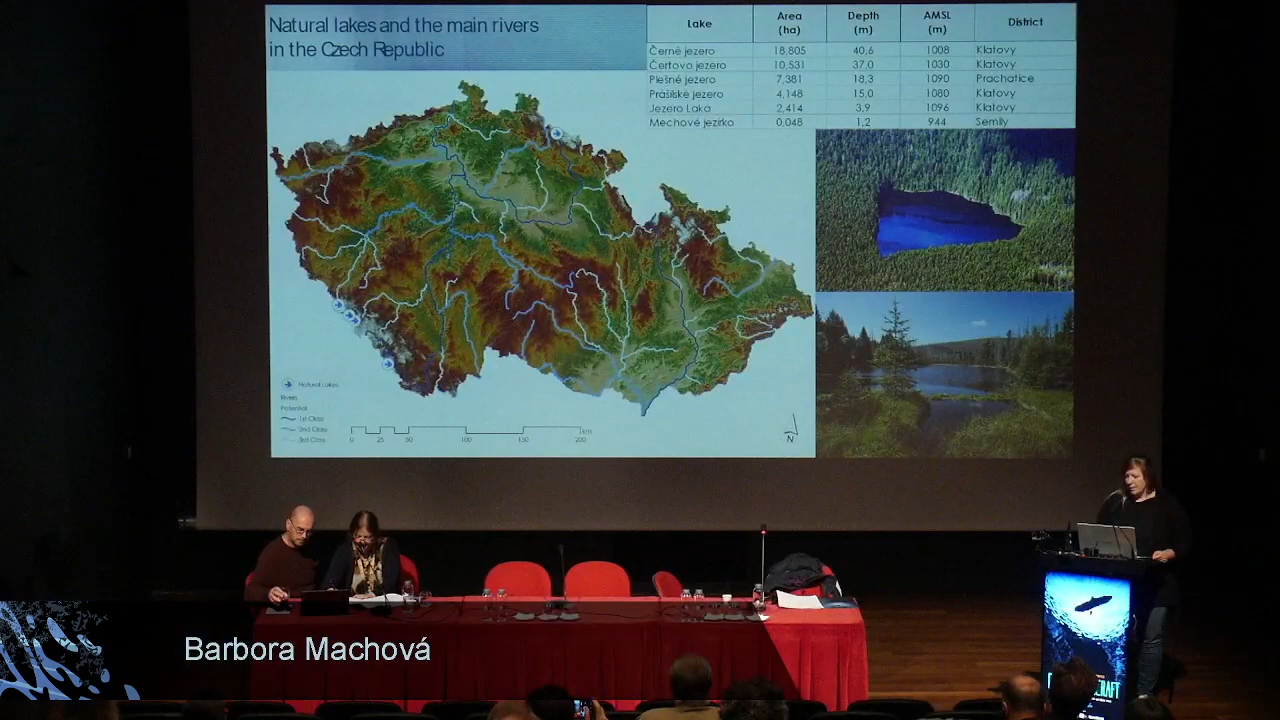 Natural lakes and the main rivers
in the Czech Republic
Lake Area (ha) Depth (m) AMSL (m) District
Černé jezero 18,805 40,6 1008 Klatovy
Čertovo jezero 10,531 37,0 1030 Klatovy
Plešné jezero 7,381 18,3 1090 Prachatice
Prášilské jezero 4,148 15,0 1080 Klatovy
Jezero Laka 2,414 3,9 1096 Klatovy
Mechové jezírko 0,048 1,2 944 Semily
Natural Lakes
Rivers
Potential
1st Class
2nd Class
3rd Class
0 25 50 100 150 200 kms
N
Barbora Machová